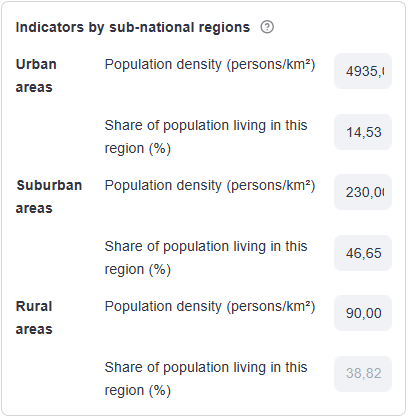 Indicators by sub-national regions ?
Urban areas
Population density (persons/km²)
4935,0
Share of population living in this
region (%)
14,53
Suburban areas
Population density (persons/km²)
230,00
Share of population living in this
region (%)
46,65
Rural areas
Population density (persons/km²)
90,00
Share of population living in this
region (%)
38,82